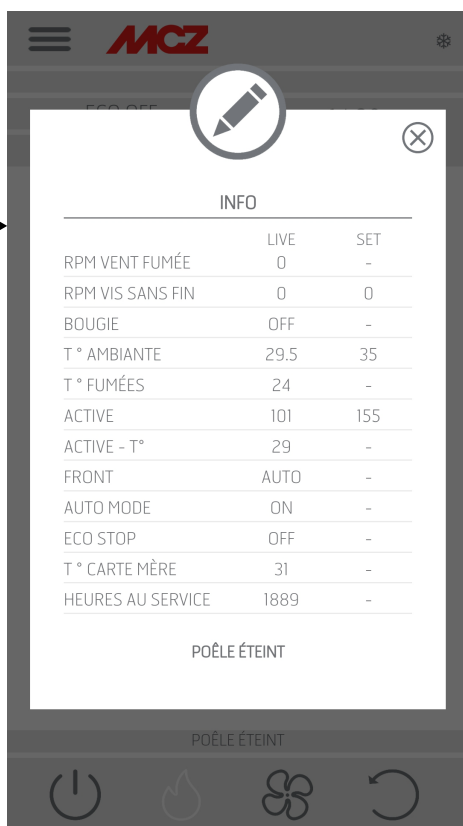 MCZ
ECO OFF
INFO
LIVE SET
RPM VENT FUMÉE 0 -
RPM VIS SANS FIN 0 0
BOUGIE OFF -
T ° AMBIANTE 29.5 35
T ° FUMÉES 24 -
ACTIVE 101 155
ACTIVE - T° 29 -
FRONT AUTO -
AUTO MODE ON -
ECO STOP OFF -
T ° CARTE MÈRE 31 -
HEURES AU SERVICE 1889 -
POÊLE ÉTEINT
POÊLE ÉTEINT